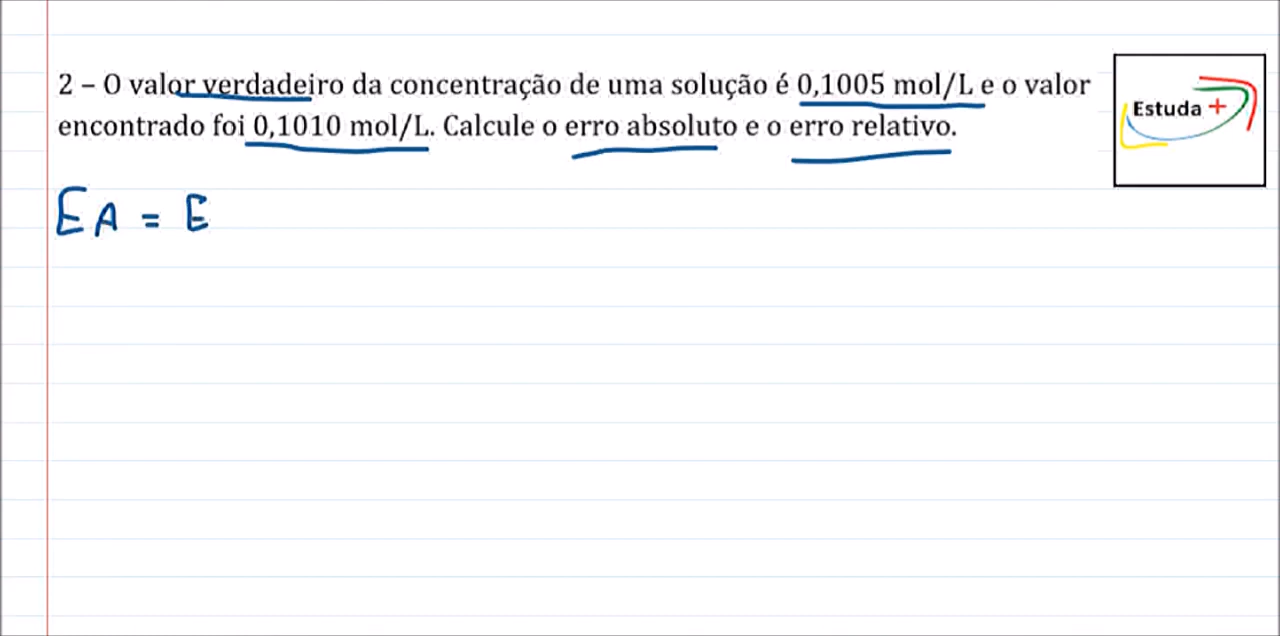 2 – O valor verdadeiro da concentração de uma solução é 0,1005 mol/L e o valor
encontrado foi 0,1010 mol/L. Calcule o erro absoluto e o erro relativo.
Estuda +
EA = E